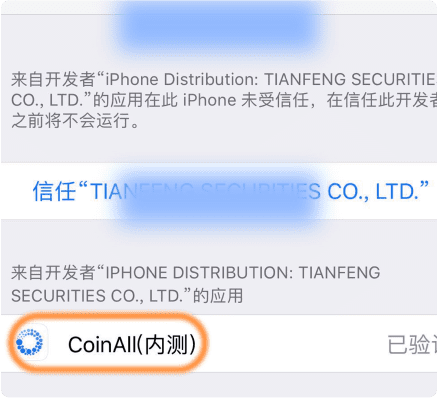 来自开发者“iPhone Distribution: TIANFENG SECURITIE
CO., LTD.”的应用在此 iPhone 未受信任，在信任此开发者
之前将不会运行。
信任“TIANFENG SECURITIES CO., LTD.”
来自开发者“IPHONE DISTRIBUTION: TIANFENG
SECURITIES CO., LTD.”的应用
CoinAll(内测) 已验